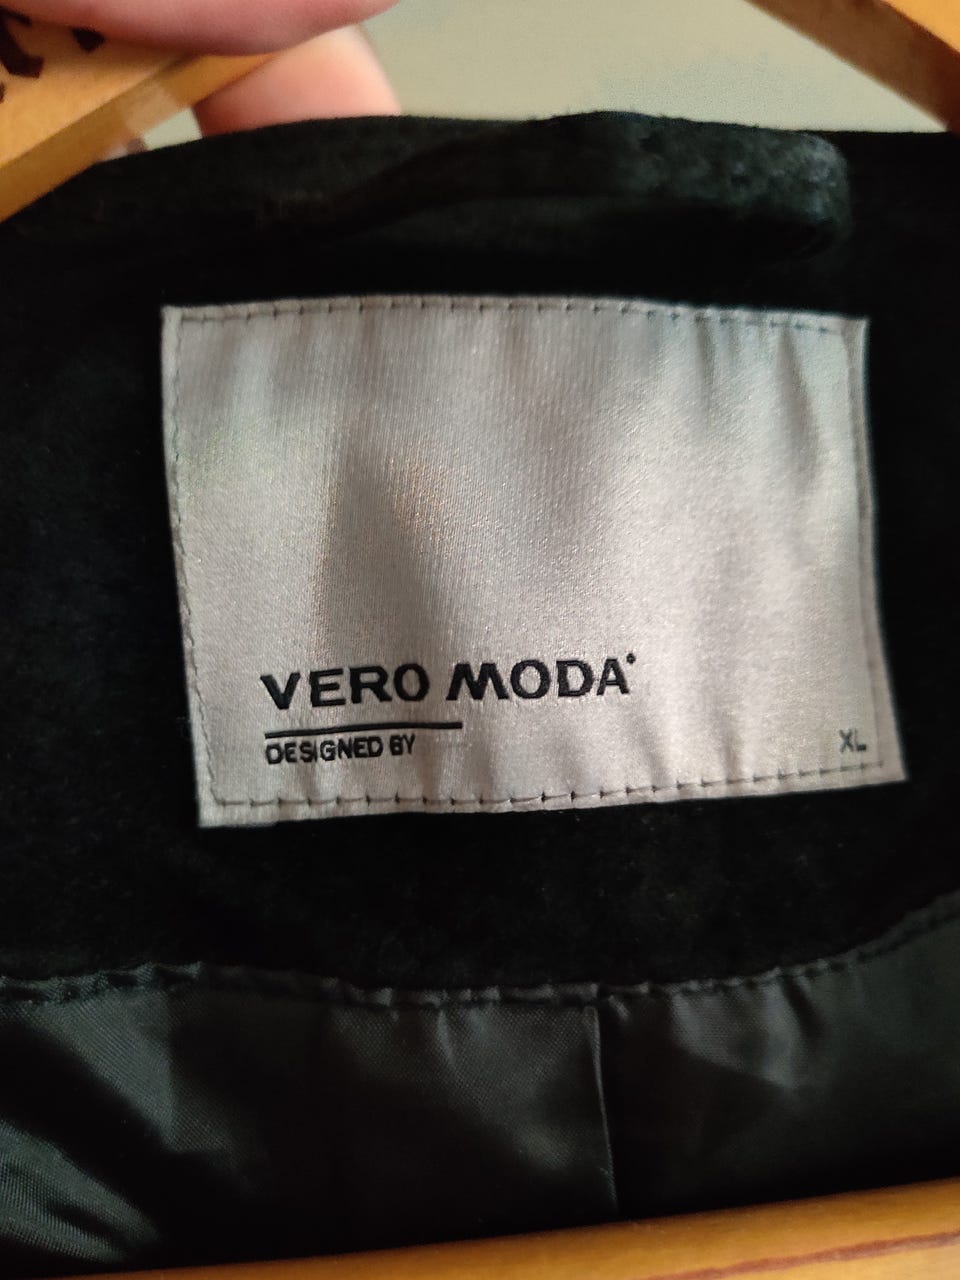 VERO MODA
DESIGNED BY
XL